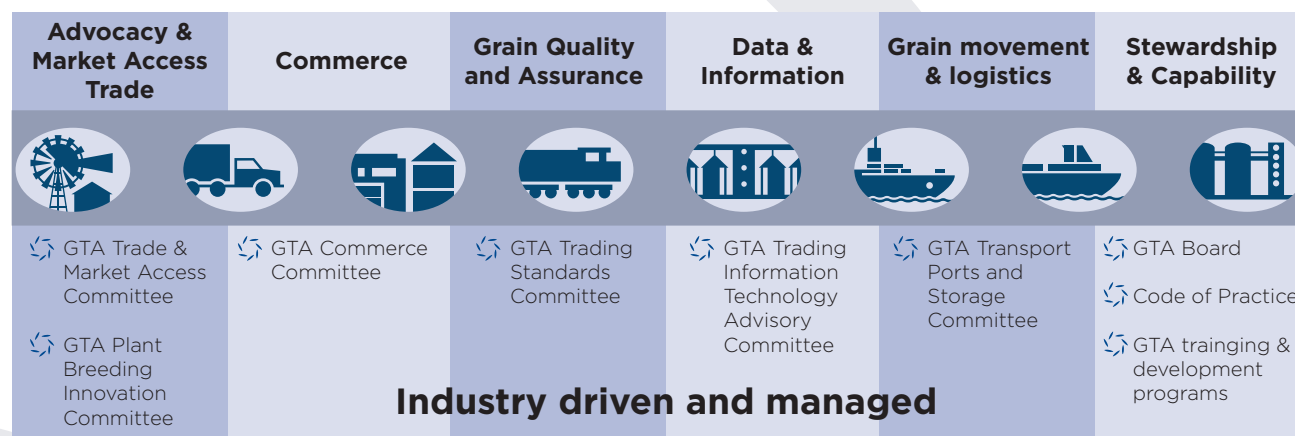 Advocacy &
Market Access
Trade
Commerce
Grain Quality
and Assurance
Data &
Information
Grain movement
& logistics
Stewardship
& Capability
GTA Trade &
Market Access
Committee
GTA Plant
Breeding
Innovation
Committee
GTA Commerce
Committee
GTA Trading
Standards
Committee
GTA Trading
Information
Technology
Advisory
Committee
GTA Transport
Ports and
Storage
Committee
GTA Board
Code of Practice
GTA trainging &
development
programs
Industry driven and managed